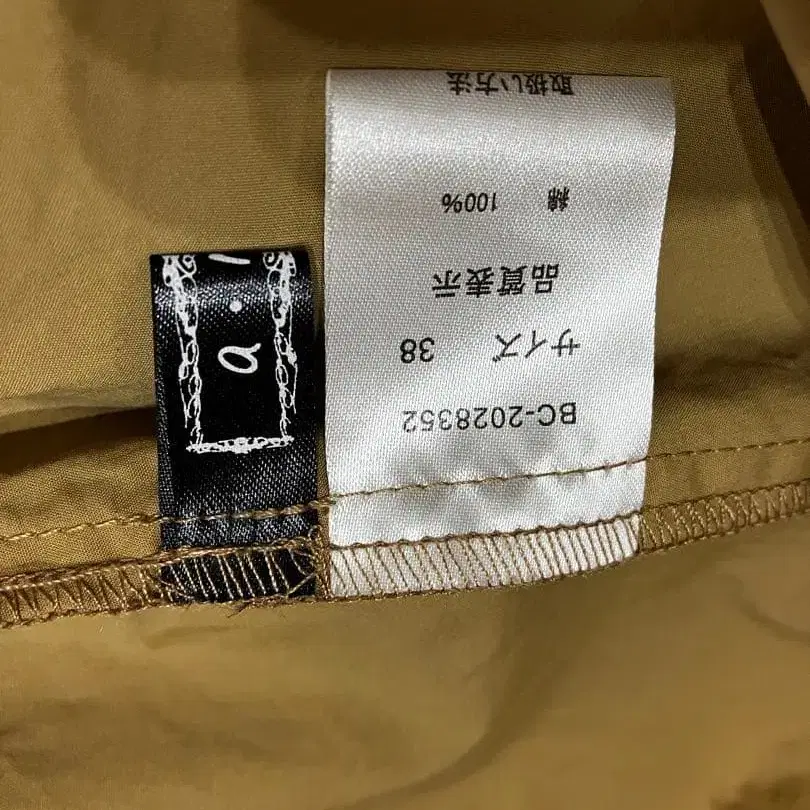 BC-2028352
サイズ 38
品質表示
綿 100%
取扱い方法
a.